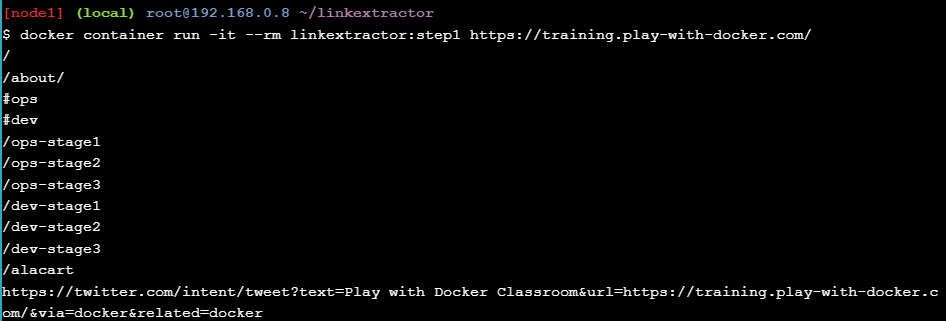 [node1] (local) root@192.168.0.8 ~/linkextractor
$ docker container run -it --rm linkextractor:step1 https://training.play-with-docker.com/
/
/about/
#ops
#dev
/ops-stage1
/ops-stage2
/ops-stage3
/dev-stage1
/dev-stage2
/dev-stage3
/alacart
https://twitter.com/intent/tweet?text=Play with Docker Classroom&url=https://training.play-with-docker.c
om/&via=docker&related=docker